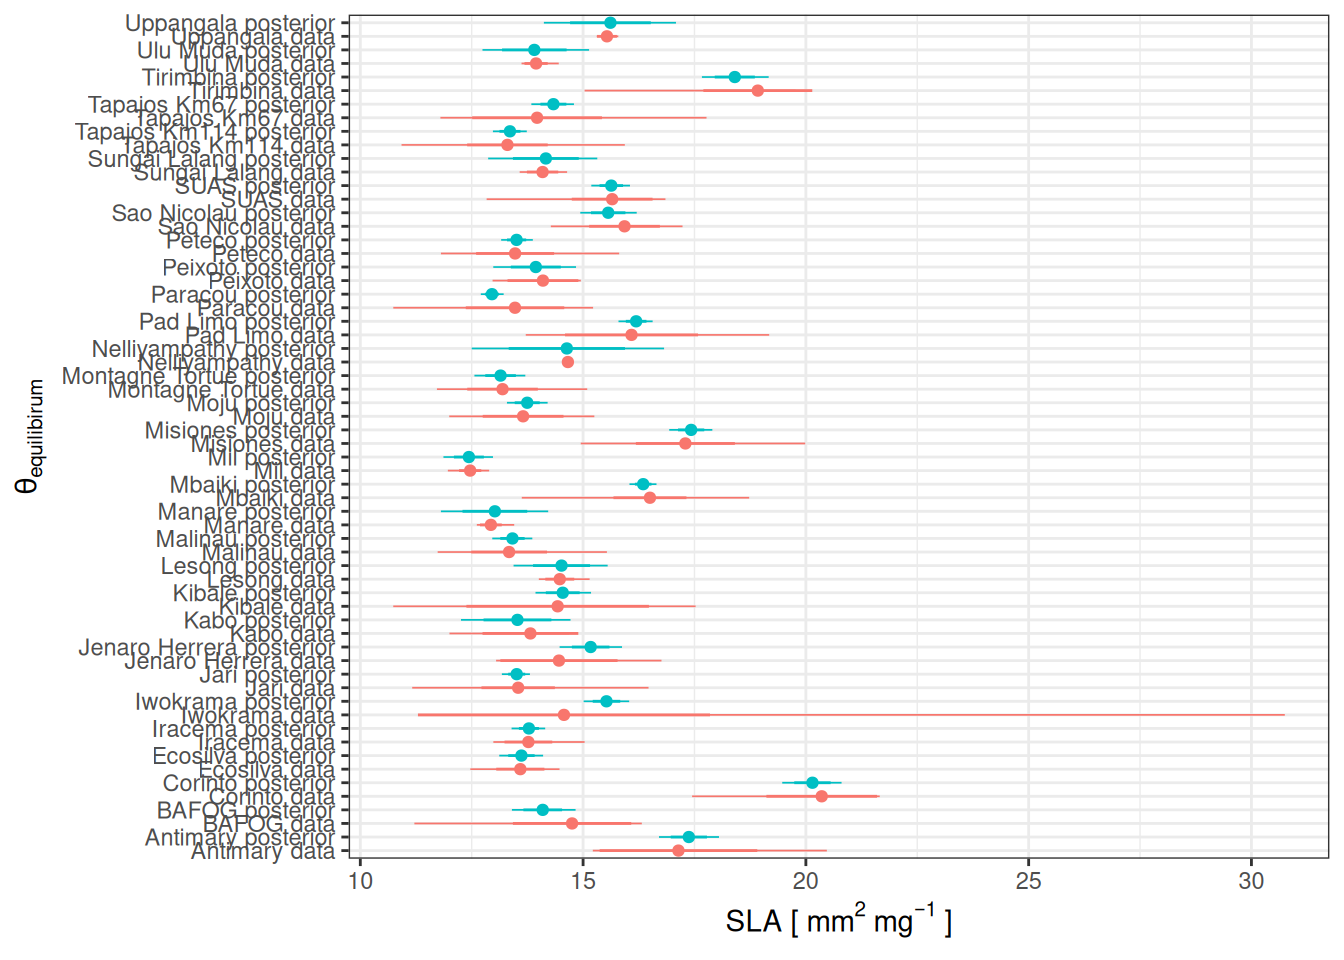 Uppangala posterior
Uppangala data
Ulu Muda posterior
Ulu Muda data
Tirimbina posterior
Tirimbina data
Tapajos Km67 posterior
Tapajos Km67 data
Tapajos Km114 posterior
Tapajos Km114 data
Sungai Lalang posterior
Sungai Lalang data
SUAS posterior
SUAS data
Sao Nicolau posterior
Sao Nicolau data
Peteco posterior
Peteco data
Peixoto posterior
Peixoto data
Paracou posterior
Paracou data
Pad Limo posterior
Pad Limo data
Nelliyampathy posterior
Nelliyampathy data
Montagne Tortue posterior
Montagne Tortue data
Moju posterior
Moju data
Misiones posterior
Misiones data
Mil posterior
Mil data
Mbaiki posterior
Mbaiki data
Manare posterior
Manare data
Malinau posterior
Malinau data
Lesong posterior
Lesong data
Kibale posterior
Kibale data
Kabo posterior
Kabo data
Jenaro Herrera posterior
Jenaro Herrera data
Jari posterior
Jari data
Iwokrama posterior
Iwokrama data
Iracema posterior
Iracema data
Ecosilva posterior
Ecosilva data
Corinto posterior
Corinto data
BAFOG posterior
BAFOG data
Antimary posterior
Antimary data
θequilibirum
10 15 20 25 30
SLA [ mm² mg⁻¹ ]